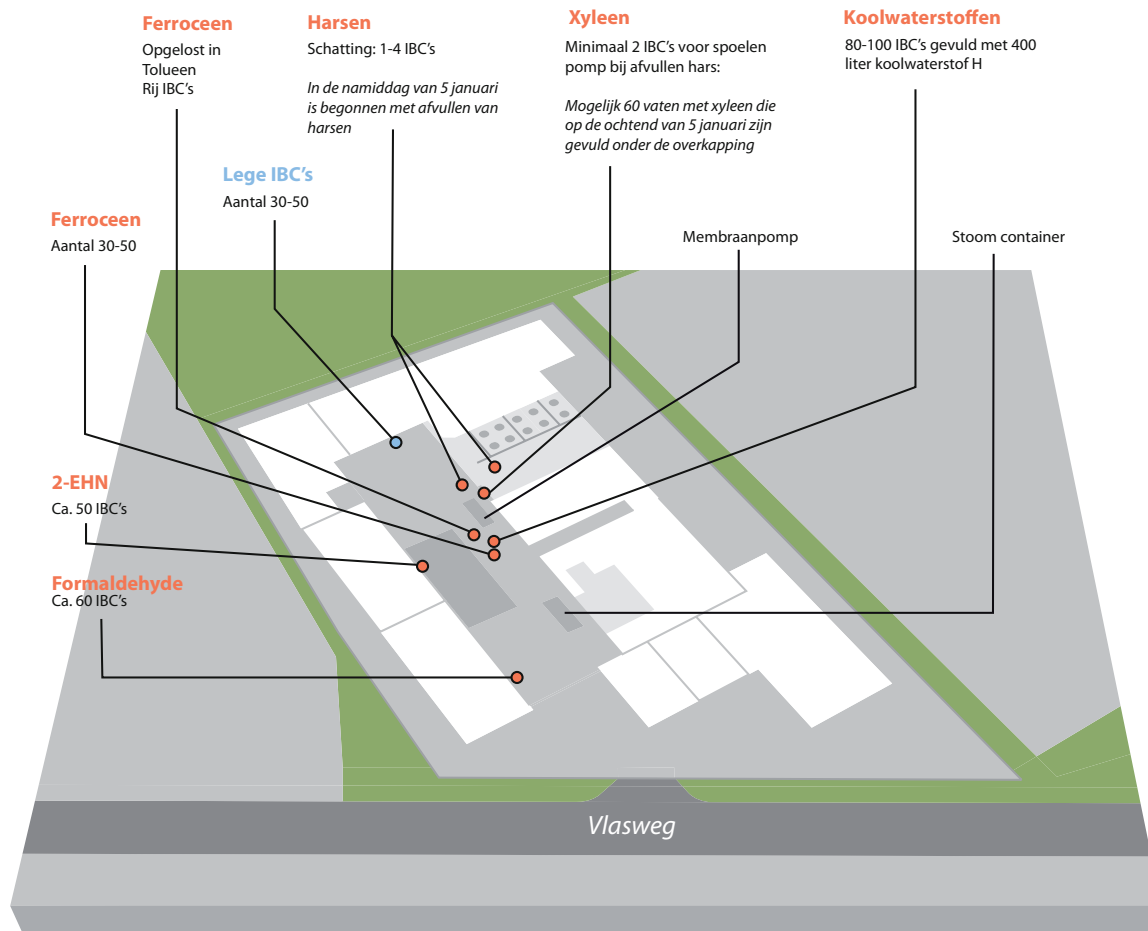 Ferroceen
Opgelost in
Tolueen
Rij IBC's
Harsen
Schatting: 1-4 IBC's
In de namiddag van 5 januari
is begonnen met afvullen van
harsen
Xyleen
Minimaal 2 IBC's voor spoelen
pomp bij afvullen hars:
Mogelijk 60 vaten met xyleen die
op de ochtend van 5 januari zijn
gevuld onder de overkapping
Koolwaterstoffen
80-100 IBC's gevuld met 400
liter koolwaterstof H
Lege IBC's
Aantal 30-50
Ferroceen
Aantal 30-50
Membraanpomp
Stoom container
2-EHN
Ca. 50 IBC's
Formaldehyde
Ca. 60 IBC's
Vlasweg